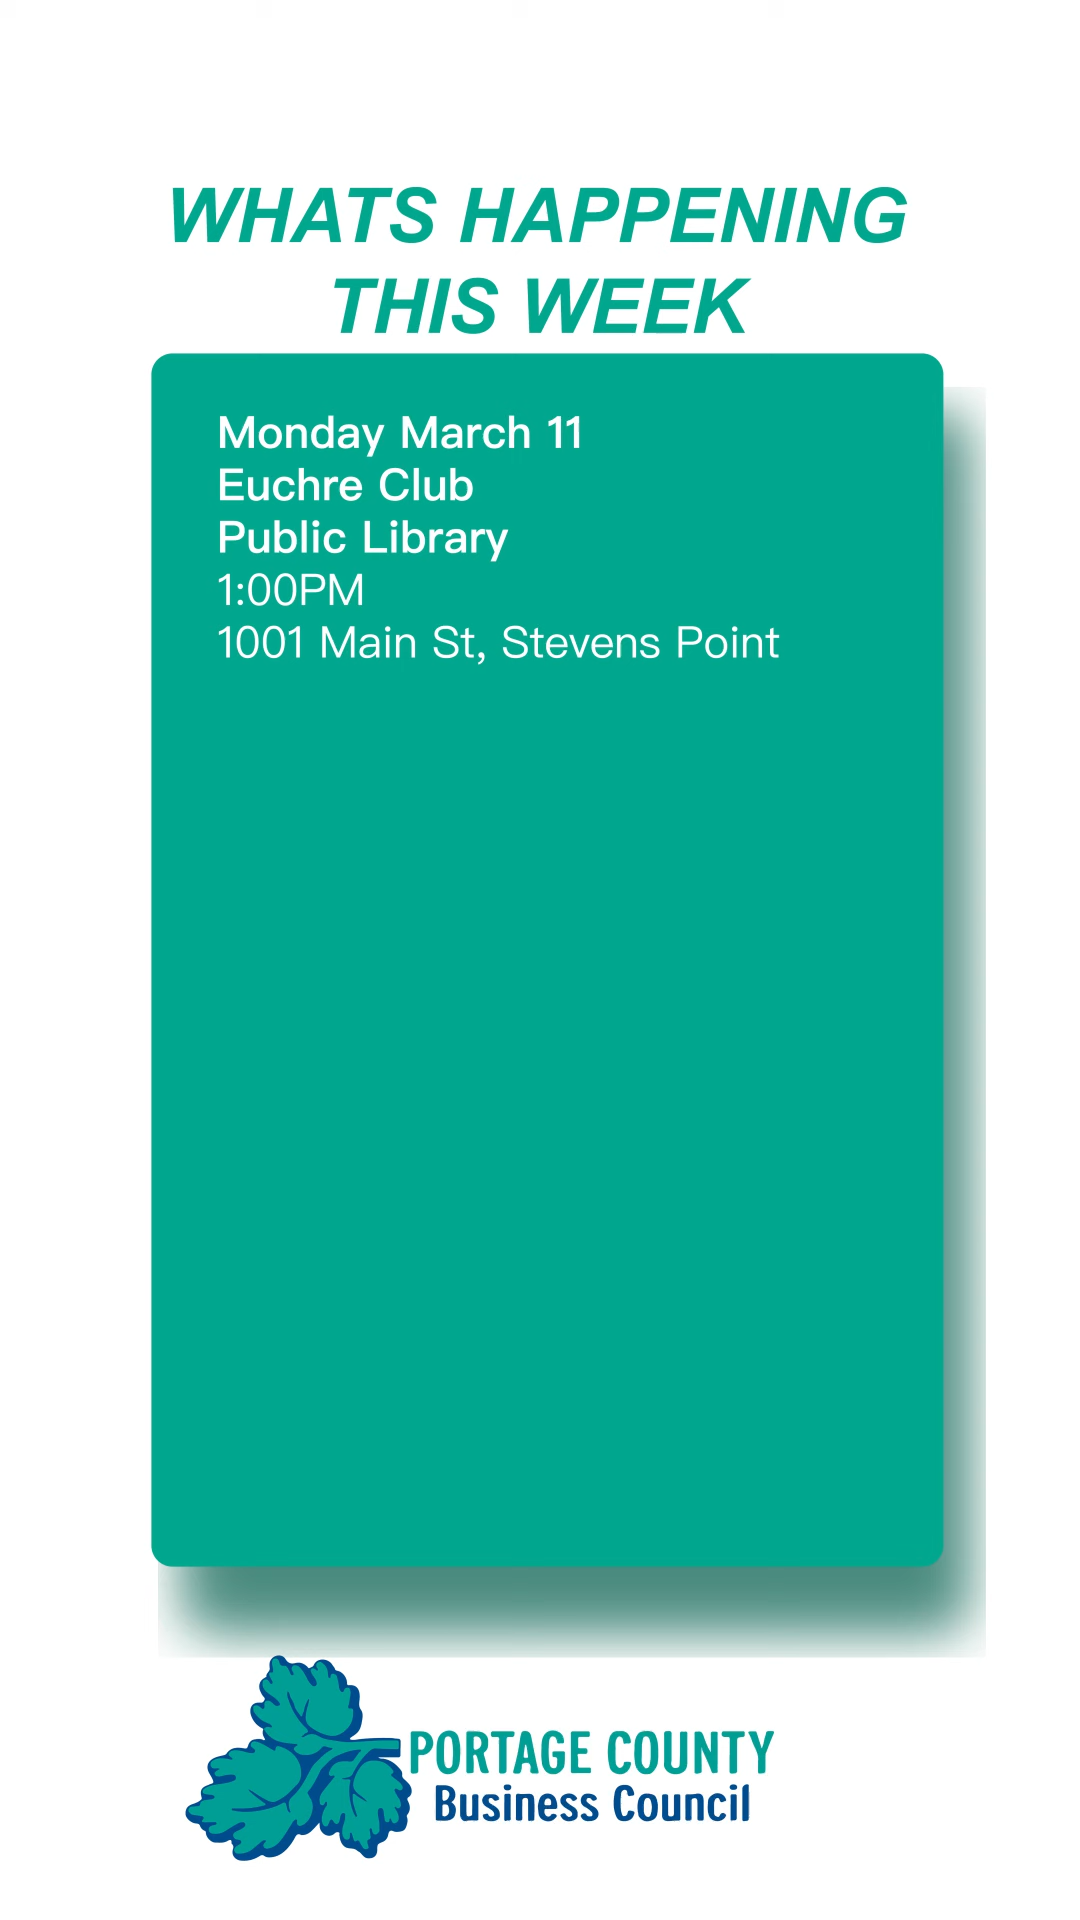 WHATS HAPPENING
THIS WEEK
Monday March 11
Euchre Club
Public Library
1:00PM
1001 Main St, Stevens Point
PORTAGE COUNTY
Business Council